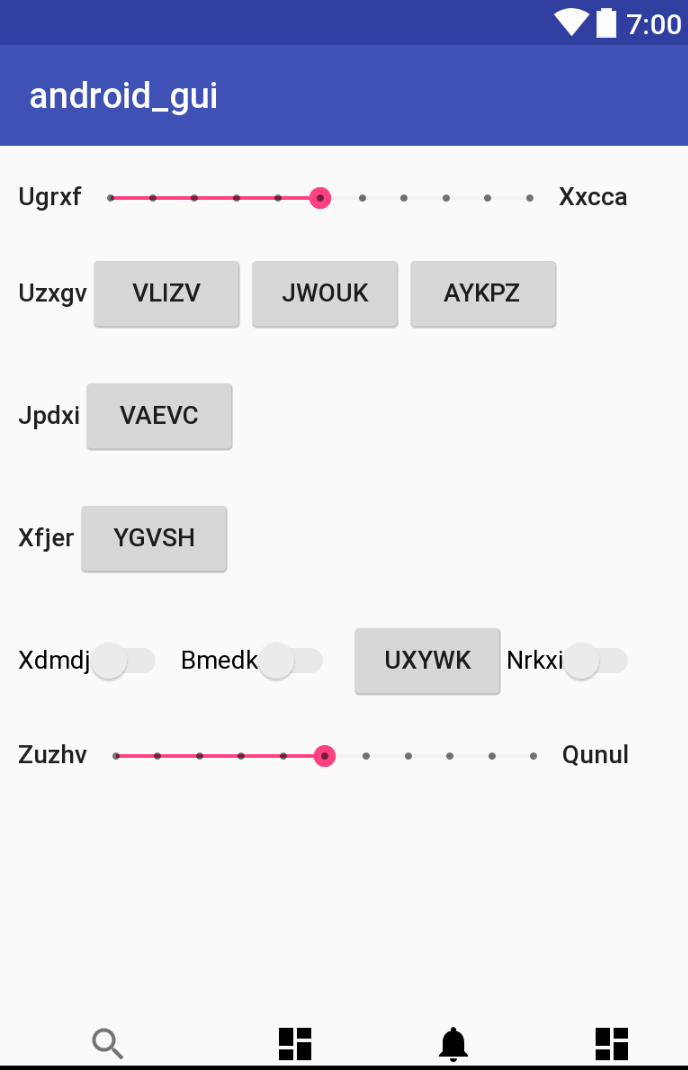 7:00
android_gui
Ugrxf Xxcca
Uzxgv VLIZV JWOUK AYKPZ
Jpdxi VAEVC
Xfjer YGVSH
Xdmdj Bmedk UXYWK Nrkxi
Zuzhv Qunul